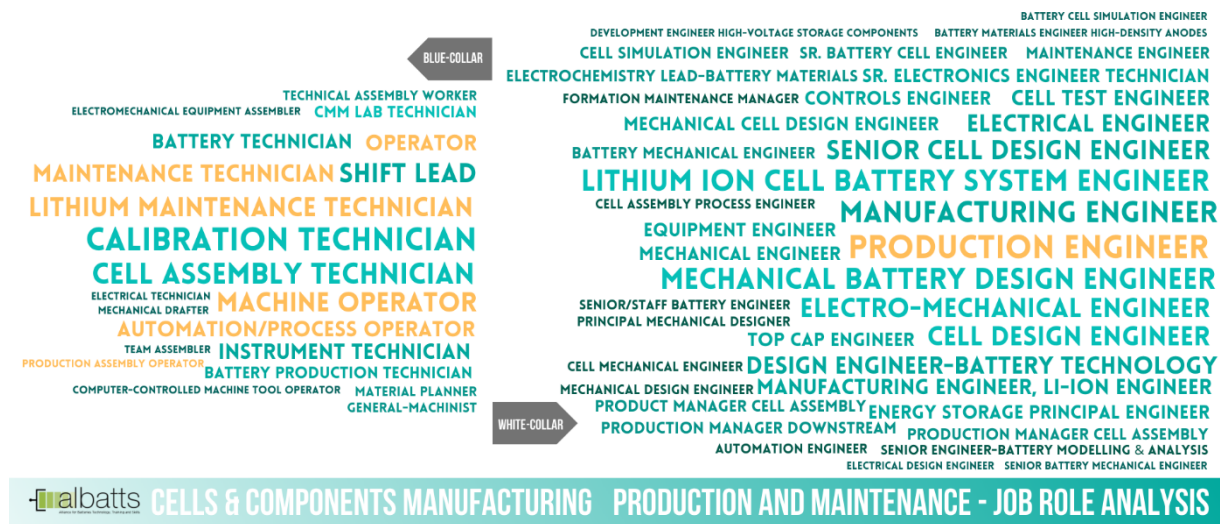 BLUE-COLLAR
TECHNICAL ASSEMBLY WORKER
ELECTROMECHANICAL EQUIPMENT ASSEMBLER CMM LAB TECHNICIAN
BATTERY TECHNICIAN OPERATOR
MAINTENANCE TECHNICIAN SHIFT LEAD
LITHIUM MAINTENANCE TECHNICIAN
CALIBRATION TECHNICIAN
CELL ASSEMBLY TECHNICIAN
ELECTRICAL TECHNICIAN
MECHANICAL DRAFTER
MACHINE OPERATOR
AUTOMATION/PROCESS OPERATOR
TEAM ASSEMBLER INSTRUMENT TECHNICIAN
PRODUCTION ASSEMBLY OPERATOR
BATTERY PRODUCTION TECHNICIAN
COMPUTER-CONTROLLED MACHINE TOOL OPERATOR MATERIAL PLANNER
GENERAL-MACHINIST
BATTERY CELL SIMULATION ENGINEER
DEVELOPMENT ENGINEER HIGH-VOLTAGE STORAGE COMPONENTS BATTERY MATERIALS ENGINEER HIGH-DENSITY ANODES
CELL SIMULATION ENGINEER SR. BATTERY CELL ENGINEER MAINTENANCE ENGINEER
ELECTROCHEMISTRY LEAD-BATTERY MATERIALS SR. ELECTRONICS ENGINEER TECHNICIAN
FORMATION MAINTENANCE MANAGER CONTROLS ENGINEER CELL TEST ENGINEER
MECHANICAL CELL DESIGN ENGINEER ELECTRICAL ENGINEER
BATTERY MECHANICAL ENGINEER SENIOR CELL DESIGN ENGINEER
LITHIUM ION CELL BATTERY SYSTEM ENGINEER
CELL ASSEMBLY PROCESS ENGINEER MANUFACTURING ENGINEER
EQUIPMENT ENGINEER
MECHANICAL ENGINEER PRODUCTION ENGINEER
MECHANICAL BATTERY DESIGN ENGINEER
SENIOR/STAFF BATTERY ENGINEER ELECTRO-MECHANICAL ENGINEER
PRINCIPAL MECHANICAL DESIGNER
TOP CAP ENGINEER CELL DESIGN ENGINEER
CELL MECHANICAL ENGINEER DESIGN ENGINEER-BATTERY TECHNOLOGY
MECHANICAL DESIGN ENGINEER MANUFACTURING ENGINEER, LI-ION ENGINEER
PRODUCT MANAGER CELL ASSEMBLY ENERGY STORAGE PRINCIPAL ENGINEER
PRODUCTION MANAGER DOWNSTREAM PRODUCTION MANAGER CELL ASSEMBLY
AUTOMATION ENGINEER SENIOR ENGINEER-BATTERY MODELLING & ANALYSIS
ELECTRICAL DESIGN ENGINEER SENIOR BATTERY MECHANICAL ENGINEER
WHITE-COLLAR
albatts
Alliance for Batteries Technology, Training and Skills
CELLS & COMPONENTS MANUFACTURING PRODUCTION AND MAINTENANCE - JOB ROLE ANALYSIS